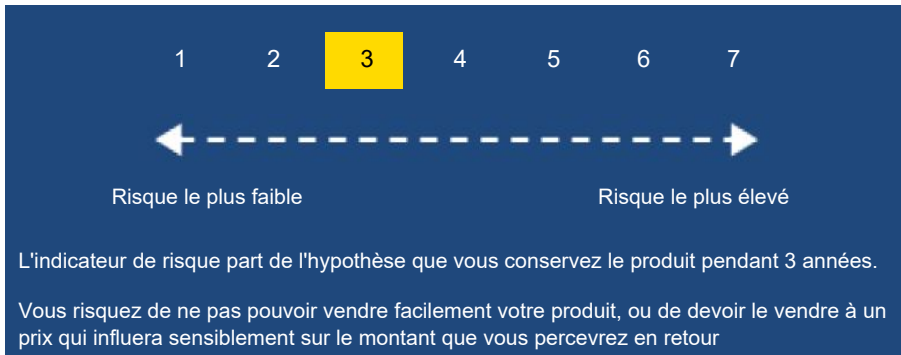 1 2 3 4 5 6 7
Risque le plus faible Risque le plus élevé
L'indicateur de risque part de l'hypothèse que vous conservez le produit pendant 3 années.
Vous risquez de ne pas pouvoir vendre facilement votre produit, ou de devoir le vendre à un
prix qui influera sensiblement sur le montant que vous percevrez en retour